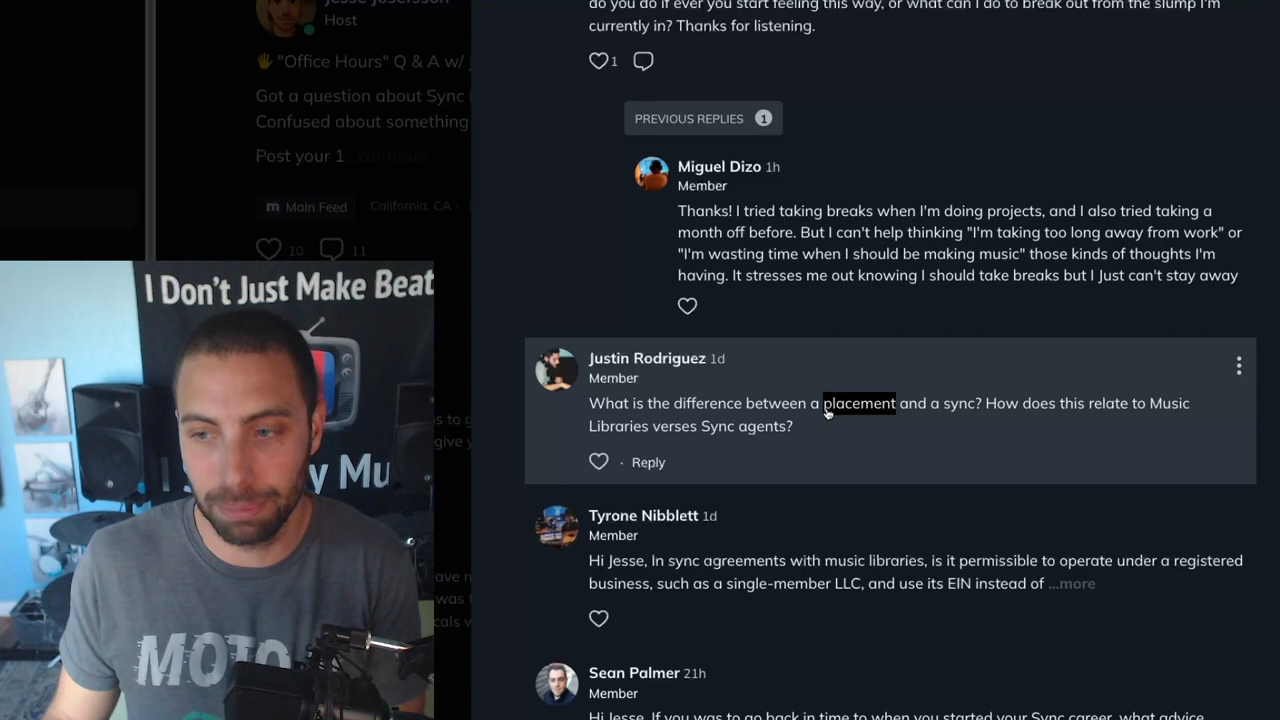 Host
👋 "Office Hours" Q & A w/ J
Got a question about Sync
Confused about something
Post your 1 ...continue
m Main Feed
California, CA ·
10
11
do you do if ever you start feeling this way, or what can I do to break out from the slump I'm
currently in? Thanks for listening.
1
PREVIOUS REPLIES 1
Miguel Dizo 1h
Member
Thanks! I tried taking breaks when I'm doing projects, and I also tried taking a
month off before. But I can't help thinking "I'm taking too long away from work" or
"I'm wasting time when I should be making music" those kinds of thoughts I'm
having. It stresses me out knowing I should take breaks but I Just can't stay away
Justin Rodriguez 1d
Member
What is the difference between a placement and a sync? How does this relate to Music
Libraries verses Sync agents?
· Reply
Tyrone Nibblett 1d
Member
Hi Jesse, In sync agreements with music libraries, is it permissible to operate under a registered
business, such as a single-member LLC, and use its EIN instead of ...more
Sean Palmer 21h
Member
Hi Jesse, If you was to go back in time to when you started your Sync career, what advice
I Don't Just Make Beat
y Mu
MOTO